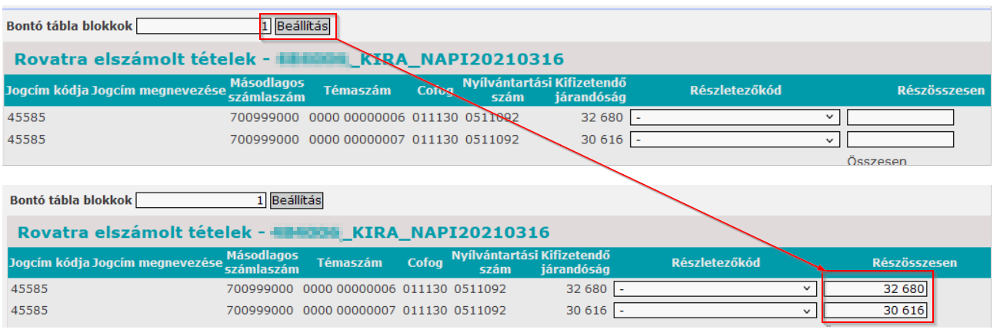 Bontó tábla blokkok 1 Beállítás
Rovatra elszámolt tételek - _KIRA_NAPI20210316
Jogcím kódja Jogcím megnevezése Másodlagos számlaszám Témaszám Cofog Nyílvántartási szám Kifizetendő járandóság Részletezőkód Részösszesen
45585 700999000 0000 00000006 011130 0511092 32 680 -
45585 700999000 0000 00000007 011130 0511092 30 616 -
Összesen
Bontó tábla blokkok 1 Beállítás
Rovatra elszámolt tételek - _KIRA_NAPI20210316
Jogcím kódja Jogcím megnevezése Másodlagos számlaszám Témaszám Cofog Nyílvántartási szám Kifizetendő járandóság Részletezőkód Részösszesen
45585 700999000 0000 00000006 011130 0511092 32 680 - 32 680
45585 700999000 0000 00000007 011130 0511092 30 616 - 30 616